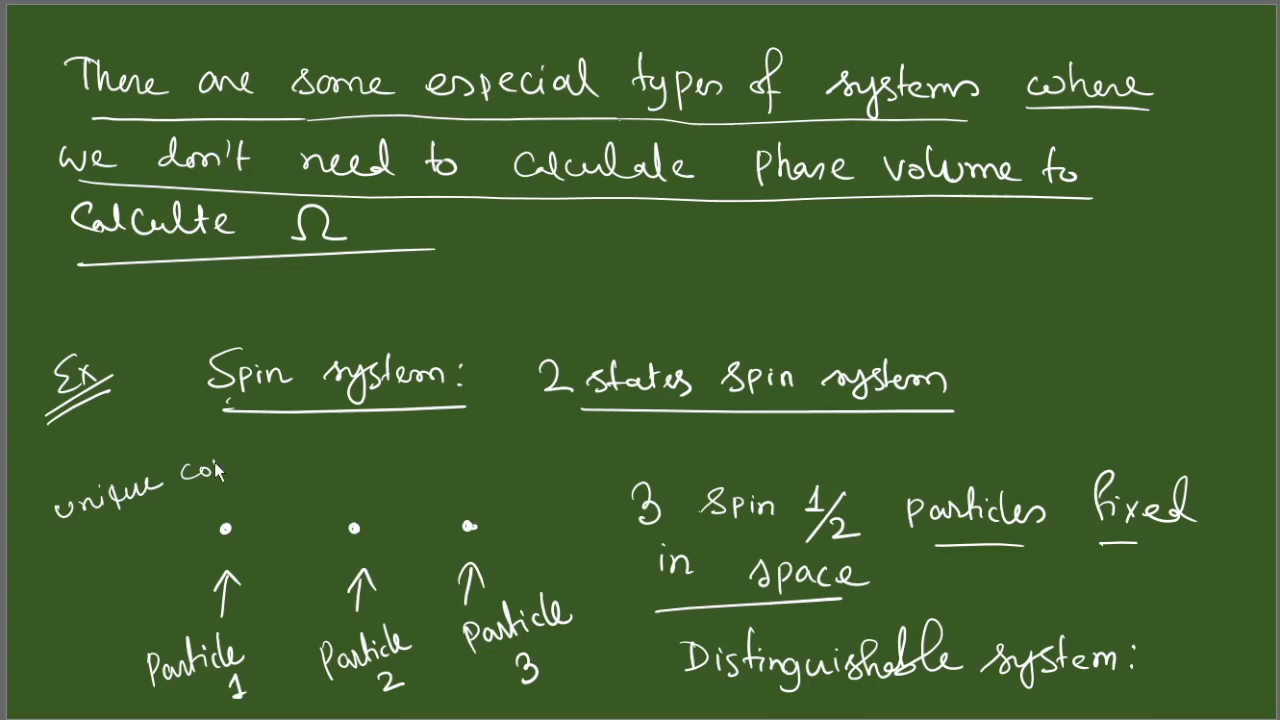 There are some especial types of systems where
we don't need to calculate phase volume to
Calculte Ω
Ex Spin system: 2 states spin system
unique coi
3 spin 1/2 particles fixed
in space
Particle 1
Particle 2
Particle 3
Distinguishable system: